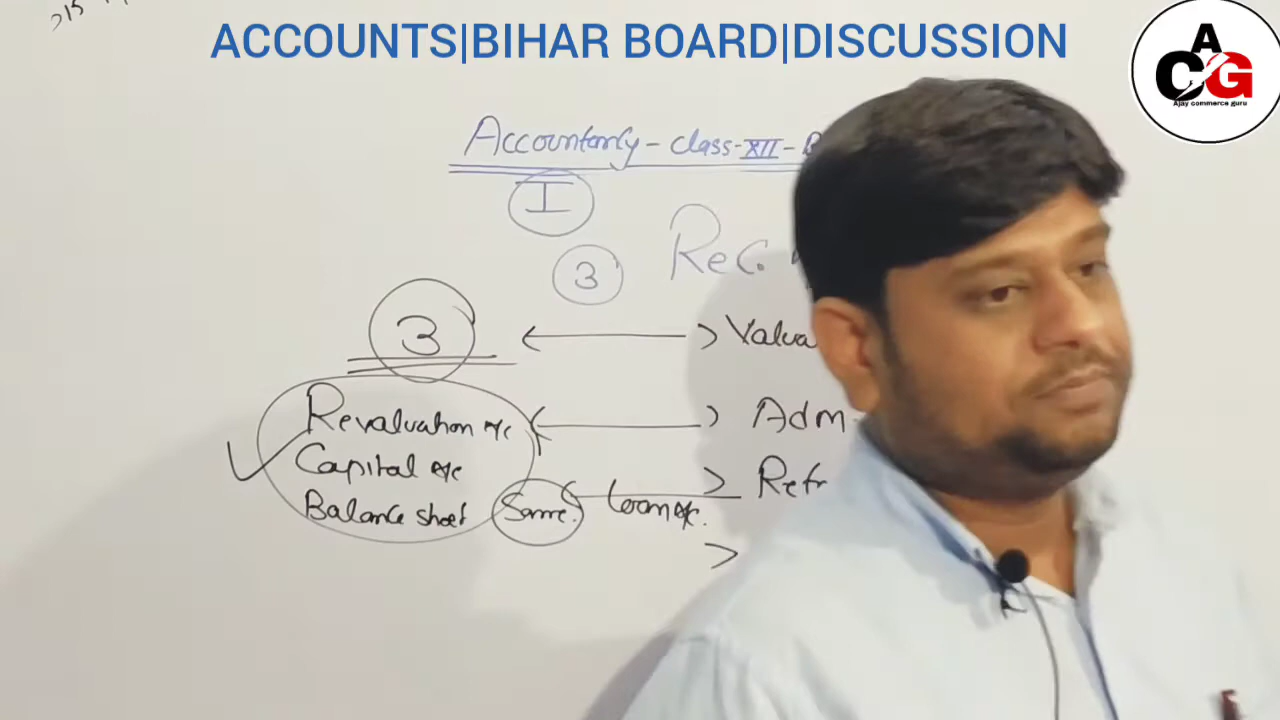 ACCOUNTS|BIHAR BOARD|DISCUSSION
ACG
Ajay commerce guru
Accountancy - class-XII - B
I
3 Rec.
3
Valua
Revaluation a/c
Adm-
Capital a/c
Retr
Balance sheet
Same.
Loan a/c.